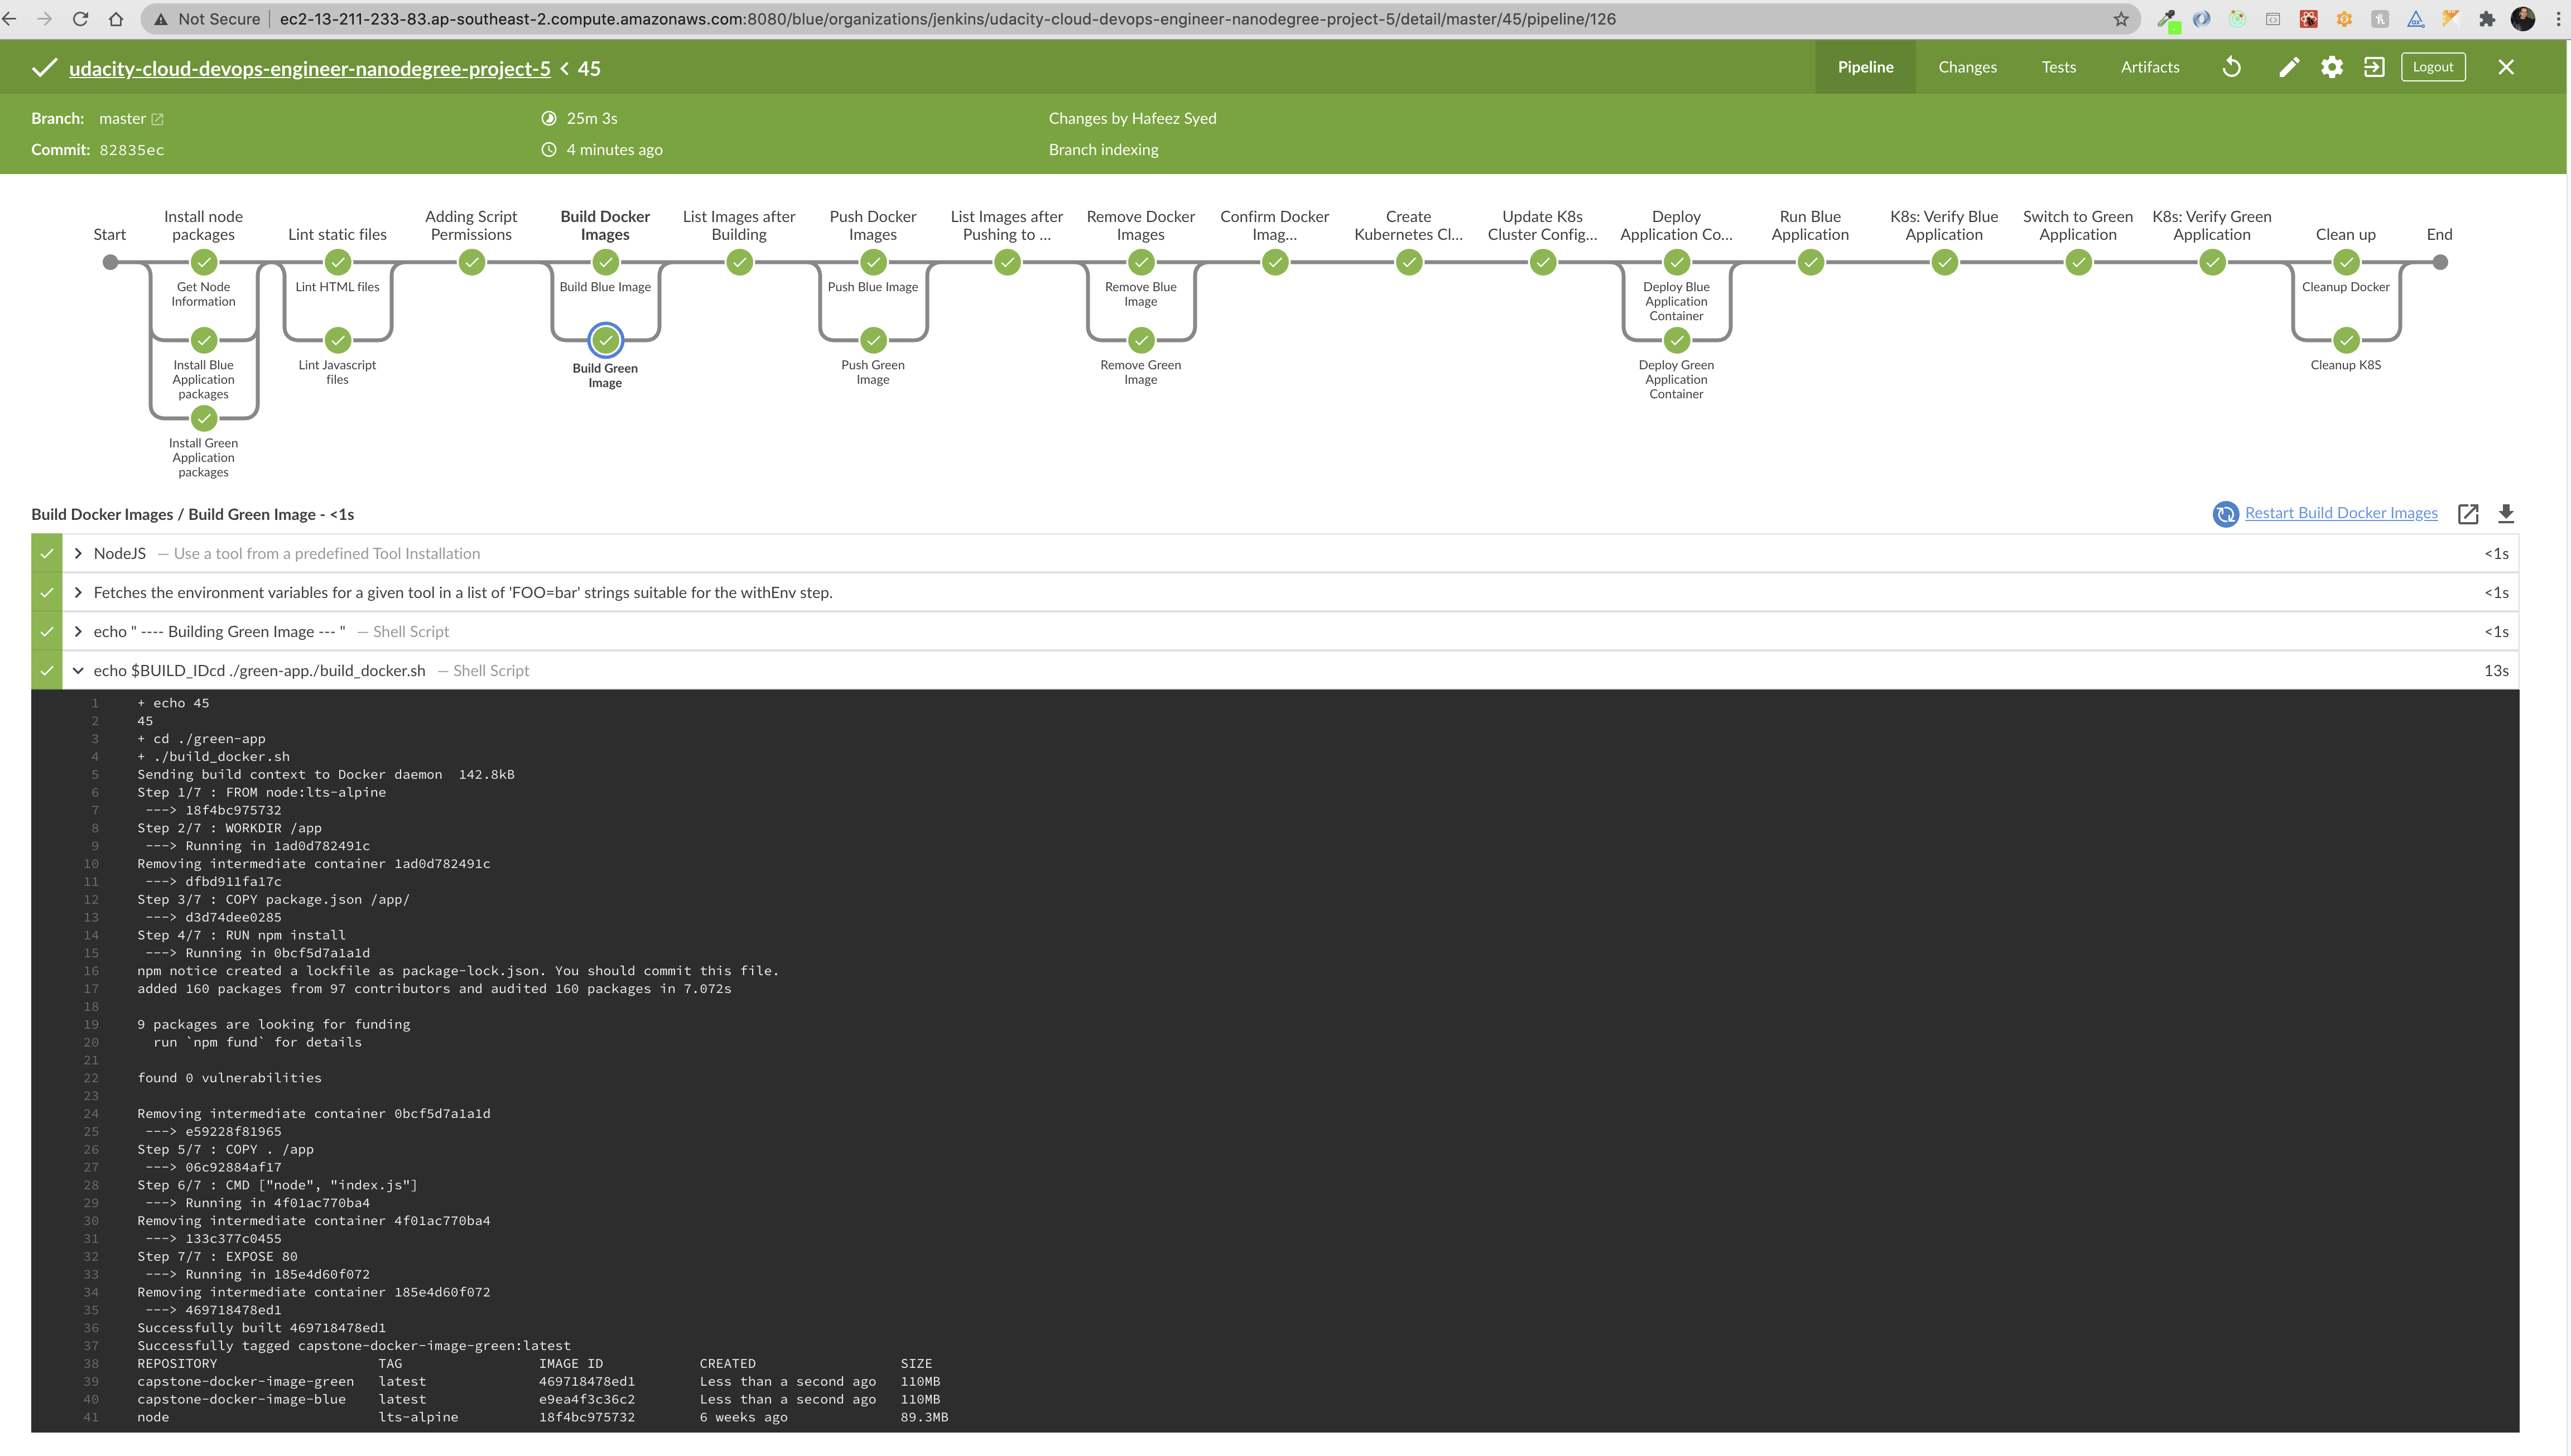 Not Secure ec2-13-211-233-83.ap-southeast-2.compute.amazonaws.com:8080/blue/organizations/jenkins/udacity-cloud-devops-engineer-nanodegree-project-5/detail/master/45/pipeline/126
udacity-cloud-devops-engineer-nanodegree-project-5 < 45
Pipeline Changes Tests Artifacts Logout
Branch: master 25m 3s Changes by Hafeez Syed
Commit: 82835ec 4 minutes ago Branch indexing
Start
Install node packages
Lint static files
Adding Script Permissions
Build Docker Images
List Images after Building
Push Docker Images
List Images after Pushing to ...
Remove Docker Images
Confirm Docker Imag...
Create Kubernetes Cl...
Update K8s Cluster Config...
Deploy Application Co...
Run Blue Application
K8s: Verify Blue Application
Switch to Green Application
K8s: Verify Green Application
Clean up
End
Get Node Information
Install Blue Application packages
Install Green Application packages
Lint HTML files
Lint Javascript files
Build Blue Image
Build Green Image
Push Blue Image
Push Green Image
Remove Blue Image
Remove Green Image
Deploy Blue Application Container
Deploy Green Application Container
Cleanup Docker
Cleanup K8S
Build Docker Images / Build Green Image - <1s
Restart Build Docker Images
NodeJS — Use a tool from a predefined Tool Installation <1s
Fetches the environment variables for a given tool in a list of 'FOO=bar' strings suitable for the withEnv step. <1s
echo " ---- Building Green Image --- " — Shell Script <1s
echo $BUILD_IDcd ./green-app./build_docker.sh — Shell Script 13s
1 + echo 45
2 45
3 + cd ./green-app
4 + ./build_docker.sh
5 Sending build context to Docker daemon 142.8kB
6 Step 1/7 : FROM node:lts-alpine
7 ---> 18f4bc975732
8 Step 2/7 : WORKDIR /app
9 ---> Running in 1ad0d782491c
10 Removing intermediate container 1ad0d782491c
11 ---> dfbd911fa17c
12 Step 3/7 : COPY package.json /app/
13 ---> d3d74dee0285
14 Step 4/7 : RUN npm install
15 ---> Running in 0bcf5d7a1a1d
16 npm notice created a lockfile as package-lock.json. You should commit this file.
17 added 160 packages from 97 contributors and audited 160 packages in 7.072s
18
19 9 packages are looking for funding
20 run `npm fund` for details
21
22 found 0 vulnerabilities
23
24 Removing intermediate container 0bcf5d7a1a1d
25 ---> e59228f81965
26 Step 5/7 : COPY . /app
27 ---> 06c92884af17
28 Step 6/7 : CMD ["node", "index.js"]
29 ---> Running in 4f01ac770ba4
30 Removing intermediate container 4f01ac770ba4
31 ---> 133c377c0455
32 Step 7/7 : EXPOSE 80
33 ---> Running in 185e4d60f072
34 Removing intermediate container 185e4d60f072
35 ---> 469718478ed1
36 Successfully built 469718478ed1
37 Successfully tagged capstone-docker-image-green:latest
38 REPOSITORY TAG IMAGE ID CREATED SIZE
39 capstone-docker-image-green latest 469718478ed1 Less than a second ago 110MB
40 capstone-docker-image-blue latest e9ea4f3c36c2 Less than a second ago 110MB
41 node lts-alpine 18f4bc975732 6 weeks ago 89.3MB